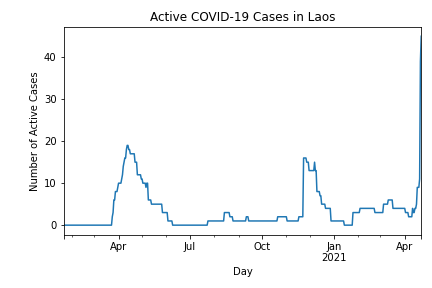 Active COVID-19 Cases in Laos
Number of Active Cases
40
30
20
10
0
Apr
Jul
Oct
Jan
2021
Apr
Day